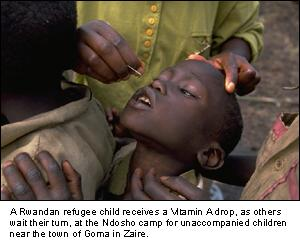 A Rwandan refugee child receives a Vitamin A drop, as others
wait their turn, at the Ndosho camp for unaccompanied children
near the town of Goma in Zaire.